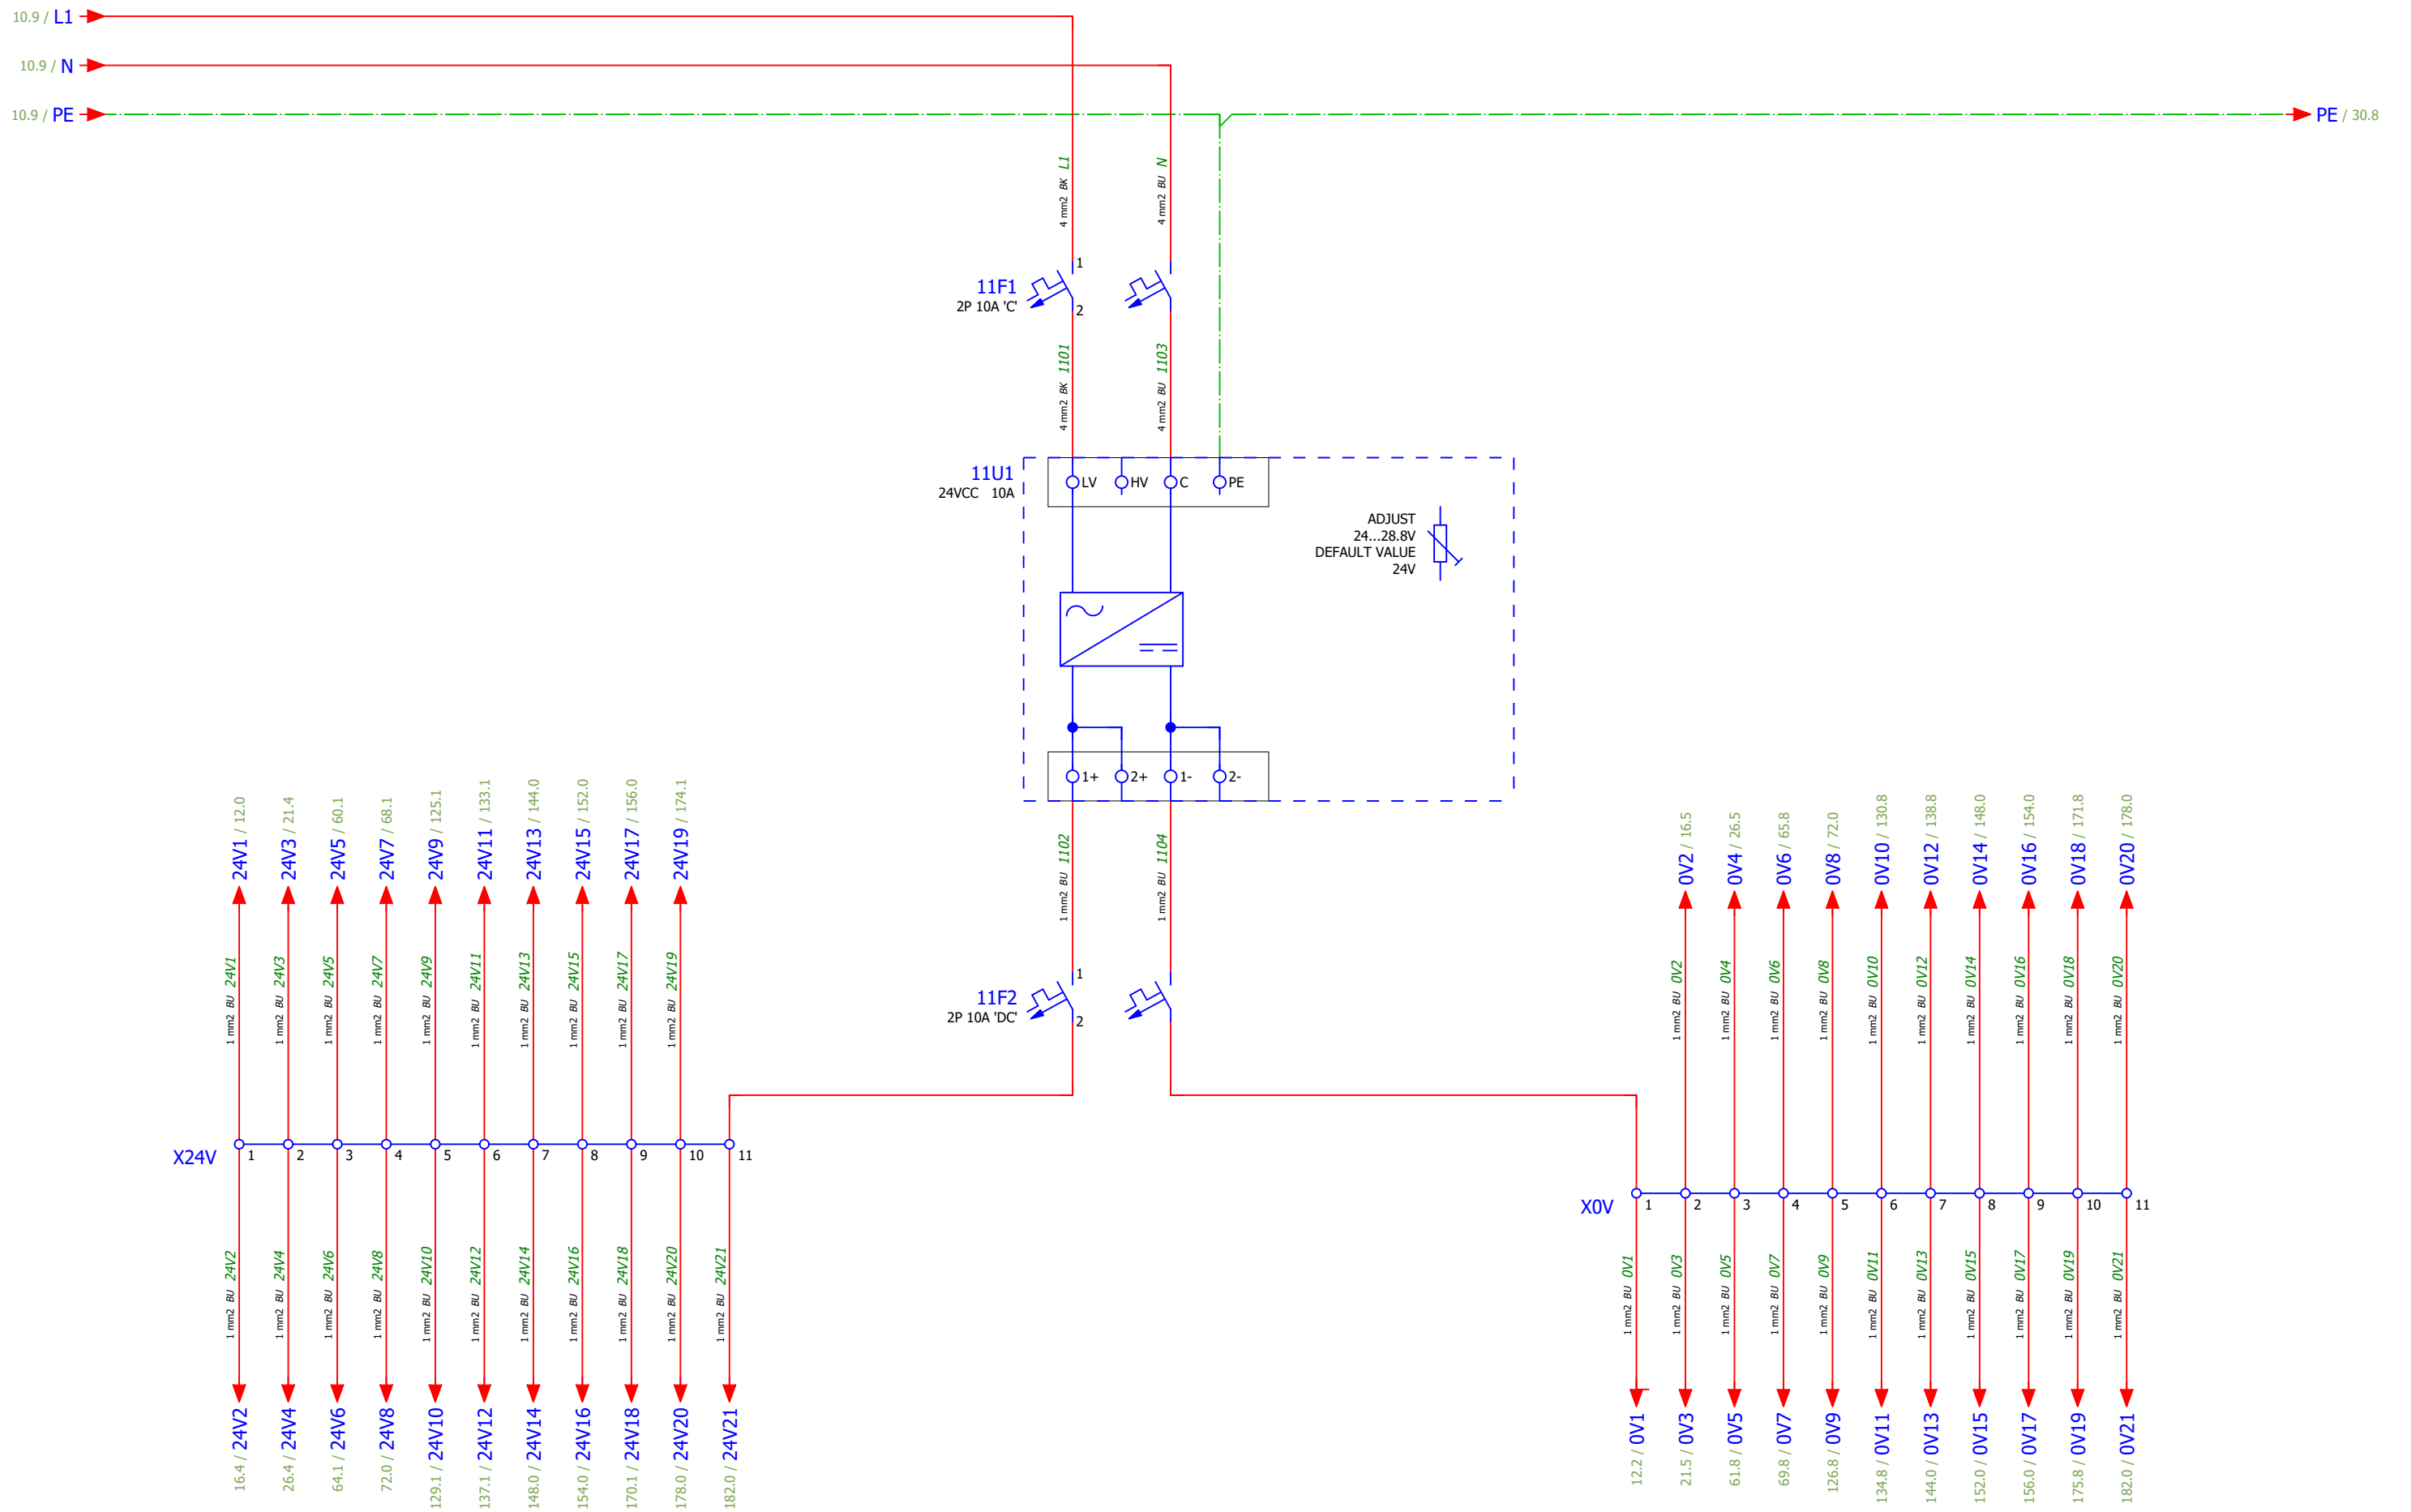 10.9 / L1
10.9 / N
10.9 / PE
PE / 30.8
4 mm2 BK L1
4 mm2 BU N
11F1
2P 10A 'C'
1
2
4 mm2 BK 1101
4 mm2 BU 1103
11U1
24VCC 10A
LV
HV
C
PE
ADJUST
24...28.8V
DEFAULT VALUE
24V
1+
2+
1-
2-
1 mm2 BU 1102
1 mm2 BU 1104
11F2
2P 10A 'DC'
1
2
24V1 / 12.0
24V3 / 21.4
24V5 / 60.1
24V7 / 68.1
24V9 / 125.1
24V11 / 133.1
24V13 / 144.0
24V15 / 152.0
24V17 / 156.0
24V19 / 174.1
1 mm2 BU 24V1
1 mm2 BU 24V3
1 mm2 BU 24V5
1 mm2 BU 24V7
1 mm2 BU 24V9
1 mm2 BU 24V11
1 mm2 BU 24V13
1 mm2 BU 24V15
1 mm2 BU 24V17
1 mm2 BU 24V19
X24V
1
2
3
4
5
6
7
8
9
10
11
1 mm2 BU 24V2
1 mm2 BU 24V4
1 mm2 BU 24V6
1 mm2 BU 24V8
1 mm2 BU 24V10
1 mm2 BU 24V12
1 mm2 BU 24V14
1 mm2 BU 24V16
1 mm2 BU 24V18
1 mm2 BU 24V20
1 mm2 BU 24V21
16.4 / 24V2
26.4 / 24V4
64.1 / 24V6
72.0 / 24V8
129.1 / 24V10
137.1 / 24V12
148.0 / 24V14
154.0 / 24V16
170.1 / 24V18
178.0 / 24V20
182.0 / 24V21
0V2 / 16.5
0V4 / 26.5
0V6 / 65.8
0V8 / 72.0
0V10 / 130.8
0V12 / 138.8
0V14 / 148.0
0V16 / 154.0
0V18 / 171.8
0V20 / 178.0
1 mm2 BU 0V2
1 mm2 BU 0V4
1 mm2 BU 0V6
1 mm2 BU 0V8
1 mm2 BU 0V10
1 mm2 BU 0V12
1 mm2 BU 0V14
1 mm2 BU 0V16
1 mm2 BU 0V18
1 mm2 BU 0V20
X0V
1
2
3
4
5
6
7
8
9
10
11
1 mm2 BU 0V1
1 mm2 BU 0V3
1 mm2 BU 0V5
1 mm2 BU 0V7
1 mm2 BU 0V9
1 mm2 BU 0V11
1 mm2 BU 0V13
1 mm2 BU 0V15
1 mm2 BU 0V17
1 mm2 BU 0V19
1 mm2 BU 0V21
12.2 / 0V1
21.5 / 0V3
61.8 / 0V5
69.8 / 0V7
126.8 / 0V9
134.8 / 0V11
144.0 / 0V13
152.0 / 0V15
156.0 / 0V17
175.8 / 0V19
182.0 / 0V21